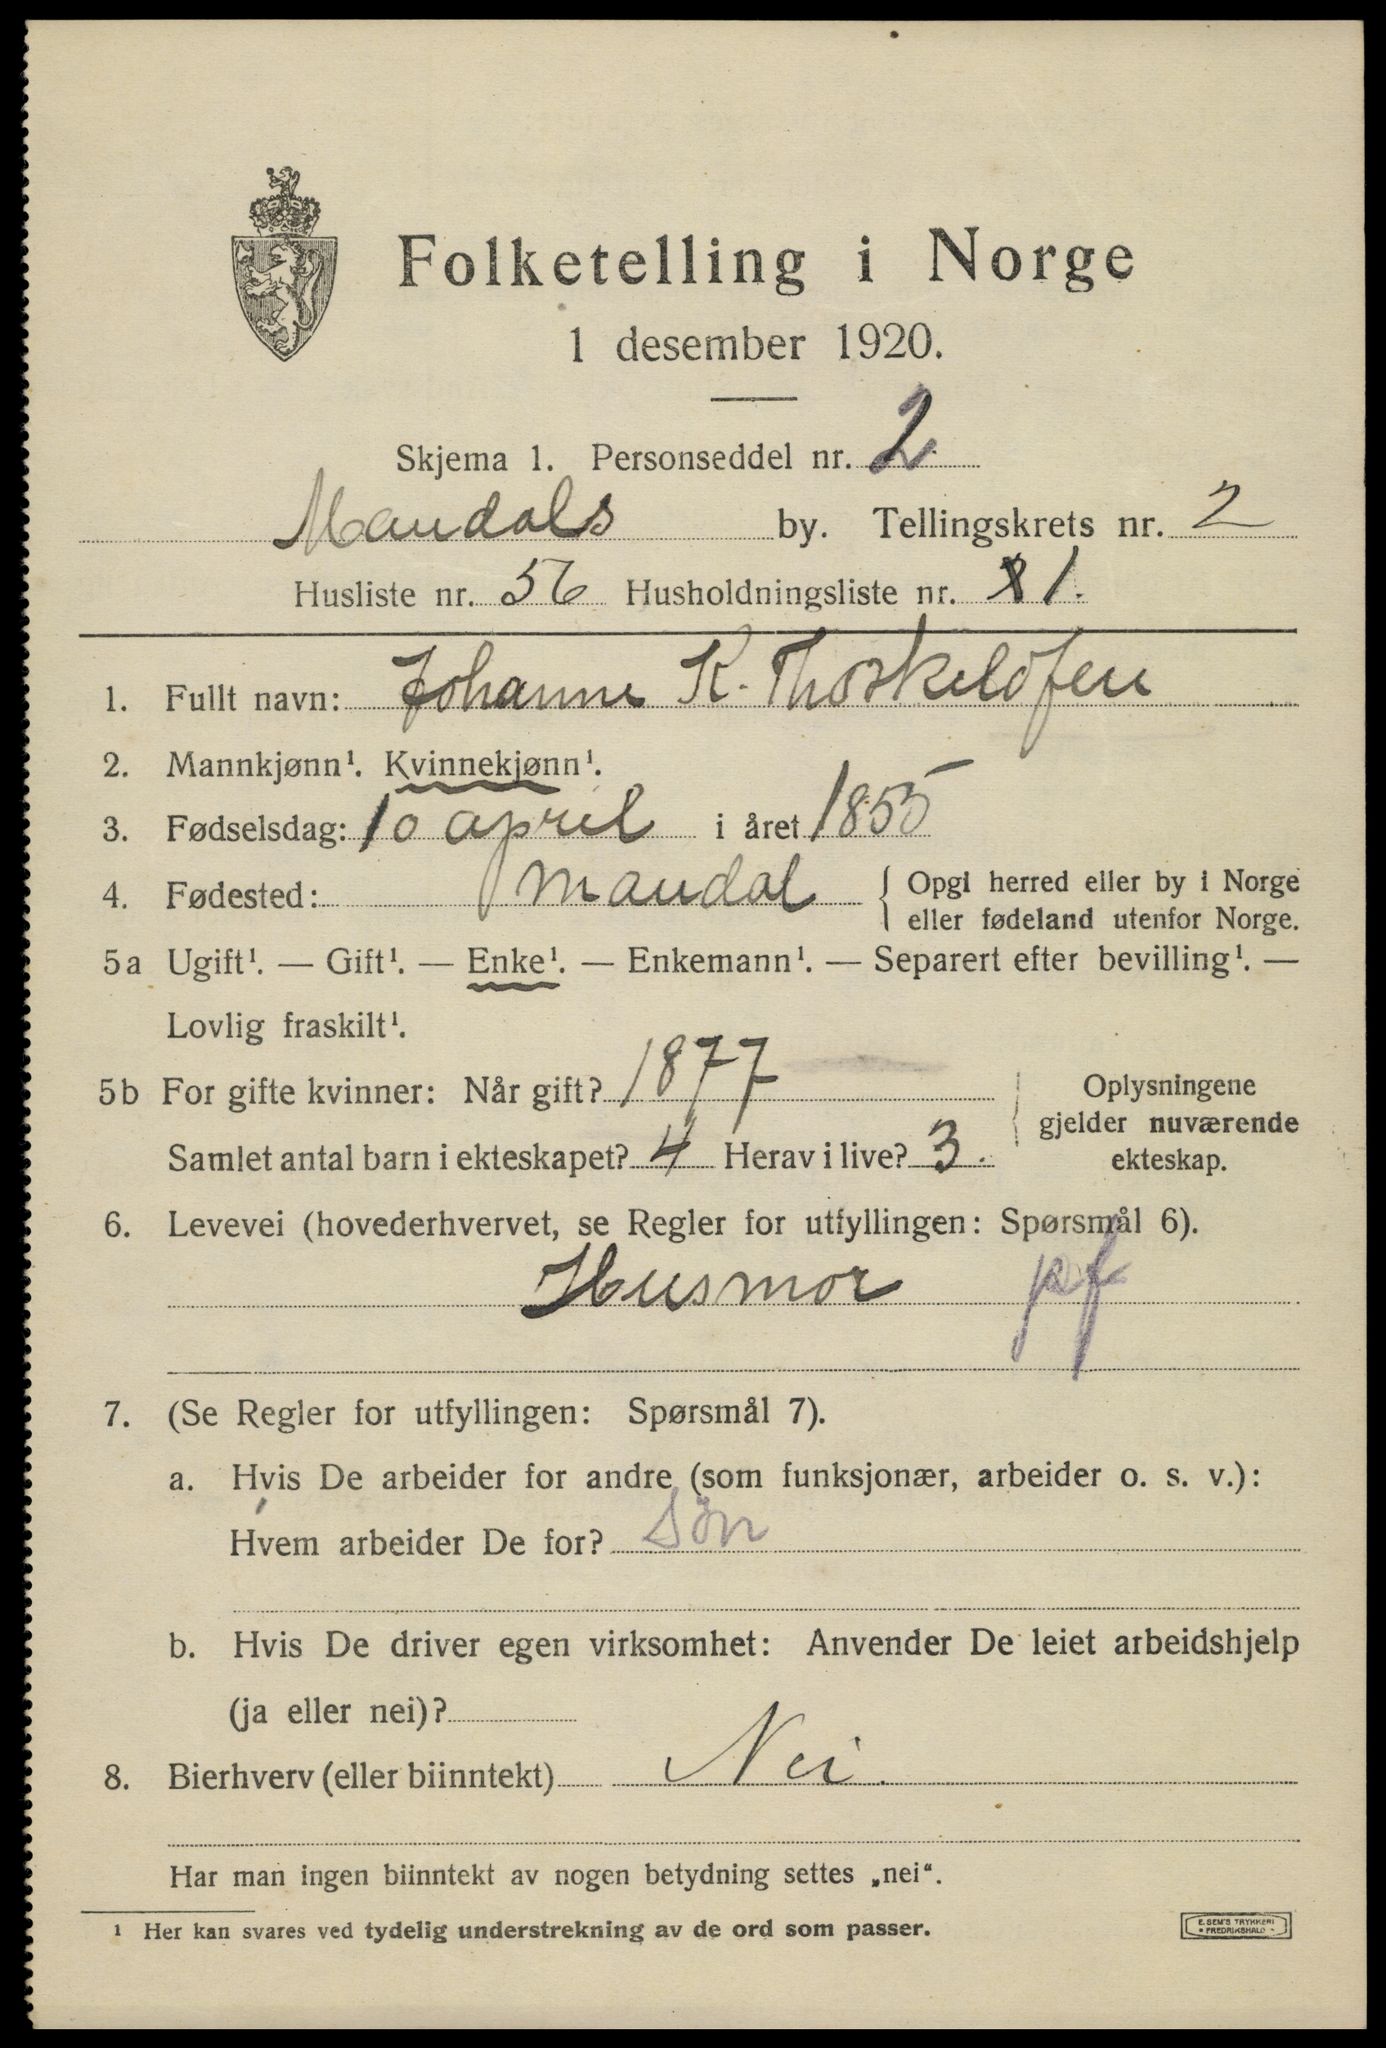 Folketelling i Norge
1 desember 1920.
Skjema 1. Personseddel nr. 2
Mandals by. Tellingskrets nr. 2
Husliste nr. 56 Husholdningsliste nr. 1.
1. Fullt navn: Johanne K. Thorkeldsen
2. Mannkjønn¹. Kvinnekjønn¹.
3. Fødselsdag: 10 april i året 1855
4. Fødested: Mandal { Opgi herred eller by i Norge
eller fødeland utenfor Norge.
5a Ugift¹. — Gift¹. — Enke¹. — Enkemann¹. — Separert efter bevilling¹. —
Lovlig fraskilt¹.
5b For gifte kvinner: Når gift? 1877
Samlet antal barn i ekteskapet? 4 Herav i live? 3.
Oplysningene
gjelder nuværende
ekteskap.
6. Levevei (hovederhvervet, se Regler for utfyllingen: Spørsmål 6).
Husmor pf
7. (Se Regler for utfyllingen: Spørsmål 7).
a. Hvis De arbeider for andre (som funksjonær, arbeider o. s. v.):
Hvem arbeider De for? Søn
b. Hvis De driver egen virksomhet: Anvender De leiet arbeidshjelp
(ja eller nei)?
8. Bierhverv (eller biinntekt) Nei.
Har man ingen biinntekt av nogen betydning settes „nei“.
¹ Her kan svares ved tydelig understrekning av de ord som passer.
E. SEM'S TRYKKERI
• FREDRIKSHALD •